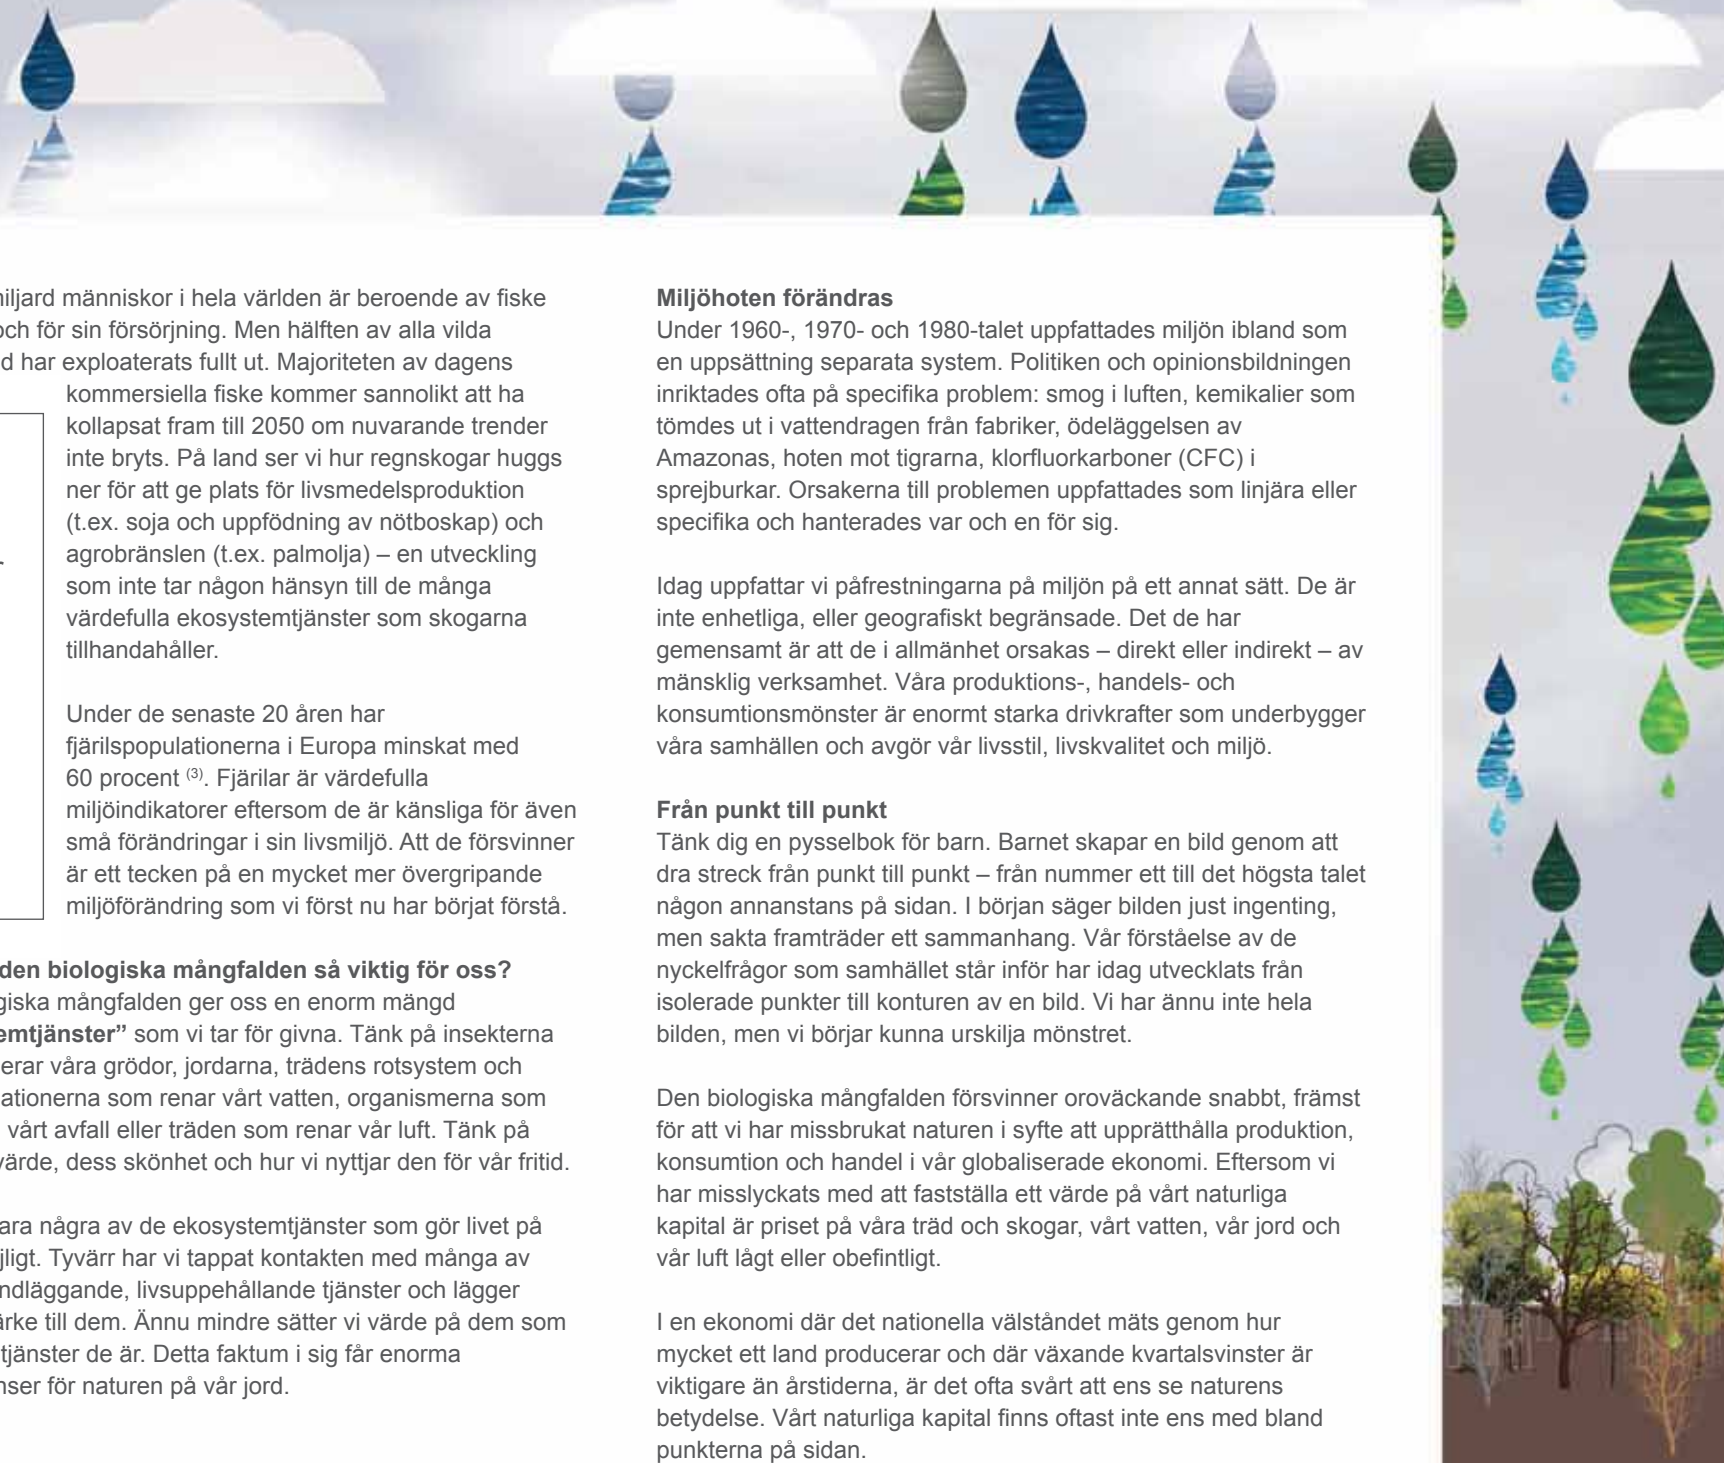 miljard människor i hela världen är beroende av fiske
och för sin försörjning. Men hälften av alla vilda
d har exploaterats fullt ut. Majoriteten av dagens
kommersiella fiske kommer sannolikt att ha
kollapsat fram till 2050 om nuvarande trender
inte bryts. På land ser vi hur regnskogar huggs
ner för att ge plats för livsmedelsproduktion
(t.ex. soja och uppfödning av nötboskap) och
agrobränslen (t.ex. palmolja) – en utveckling
som inte tar någon hänsyn till de många
värdefulla ekosystemtjänster som skogarna
tillhandahåller.
Under de senaste 20 åren har
fjärilspopulationerna i Europa minskat med
60 procent (3). Fjärilar är värdefulla
miljöindikatorer eftersom de är känsliga för även
små förändringar i sin livsmiljö. Att de försvinner
är ett tecken på en mycket mer övergripande
miljöförändring som vi först nu har börjat förstå.
den biologiska mångfalden så viktig för oss?
giska mångfalden ger oss en enorm mängd
emtjänster” som vi tar för givna. Tänk på insekterna
erar våra grödor, jordarna, trädens rotsystem och
ationerna som renar vårt vatten, organismerna som
vårt avfall eller träden som renar vår luft. Tänk på
värde, dess skönhet och hur vi nyttjar den för vår fritid.
ara några av de ekosystemtjänster som gör livet på
jligt. Tyvärr har vi tappat kontakten med många av
ndläggande, livsuppehållande tjänster och lägger
ärke till dem. Ännu mindre sätter vi värde på dem som
tjänster de är. Detta faktum i sig får enorma
nser för naturen på vår jord.
Miljöhoten förändras
Under 1960-, 1970- och 1980-talet uppfattades miljön ibland som
en uppsättning separata system. Politiken och opinionsbildningen
inriktades ofta på specifika problem: smog i luften, kemikalier som
tömdes ut i vattendragen från fabriker, ödeläggelsen av
Amazonas, hoten mot tigrarna, klorfluorkarboner (CFC) i
sprejburkar. Orsakerna till problemen uppfattades som linjära eller
specifika och hanterades var och en för sig.
Idag uppfattar vi påfrestningarna på miljön på ett annat sätt. De är
inte enhetliga, eller geografiskt begränsade. Det de har
gemensamt är att de i allmänhet orsakas – direkt eller indirekt – av
mänsklig verksamhet. Våra produktions-, handels- och
konsumtionsmönster är enormt starka drivkrafter som underbygger
våra samhällen och avgör vår livsstil, livskvalitet och miljö.
Från punkt till punkt
Tänk dig en pysselbok för barn. Barnet skapar en bild genom att
dra streck från punkt till punkt – från nummer ett till det högsta talet
någon annanstans på sidan. I början säger bilden just ingenting,
men sakta framträder ett sammanhang. Vår förståelse av de
nyckelfrågor som samhället står inför har idag utvecklats från
isolerade punkter till konturen av en bild. Vi har ännu inte hela
bilden, men vi börjar kunna urskilja mönstret.
Den biologiska mångfalden försvinner oroväckande snabbt, främst
för att vi har missbrukat naturen i syfte att upprätthålla produktion,
konsumtion och handel i vår globaliserade ekonomi. Eftersom vi
har misslyckats med att fastställa ett värde på vårt naturliga
kapital är priset på våra träd och skogar, vårt vatten, vår jord och
vår luft lågt eller obefintligt.
I en ekonomi där det nationella välståndet mäts genom hur
mycket ett land producerar och där växande kvartalsvinster är
viktigare än årstiderna, är det ofta svårt att ens se naturens
betydelse. Vårt naturliga kapital finns oftast inte ens med bland
punkterna på sidan.